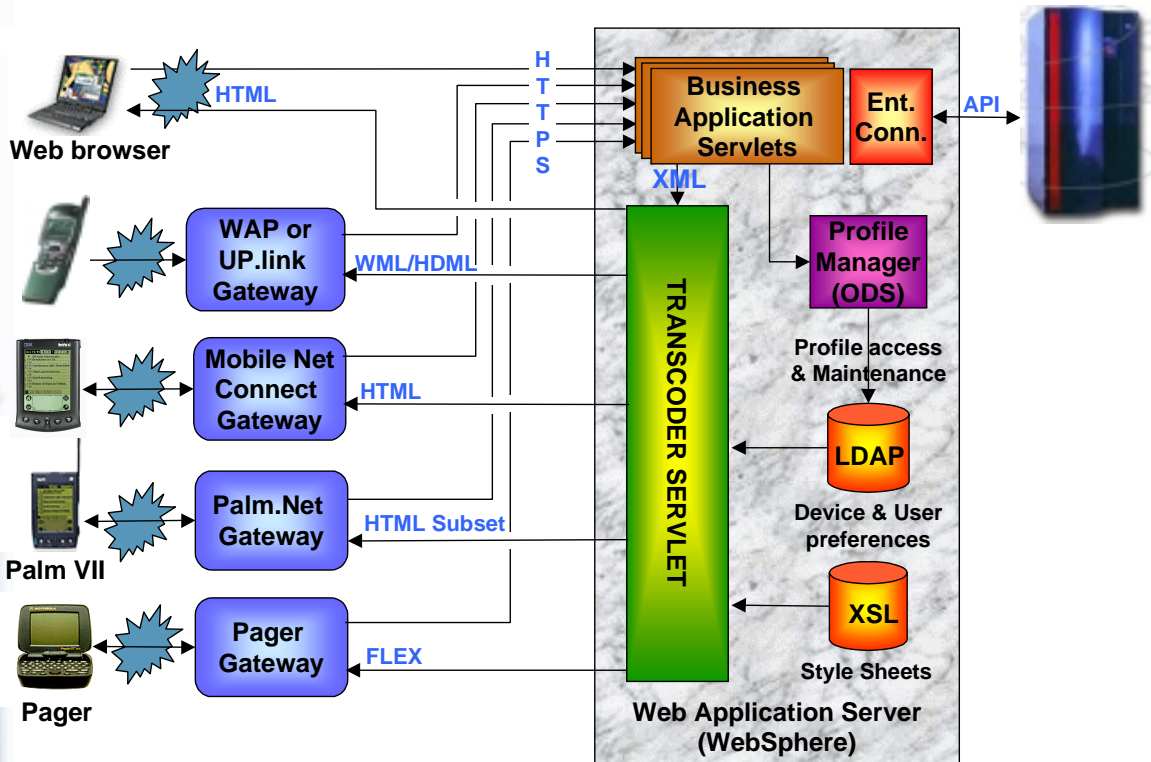 H
T
T
P
S
HTML
Web browser
Business
Application
Servlets
Ent.
Conn.
API
XML
WAP or
UP.link
Gateway
WML/HDML
Profile
Manager
(ODS)
Mobile Net
Connect
Gateway
HTML
Profile access
& Maintenance
TRANSCODER SERVLET
LDAP
Device & User
preferences
Palm.Net
Gateway
HTML Subset
Palm VII
XSL
Style Sheets
Pager
Gateway
FLEX
Pager
Web Application Server
(WebSphere)